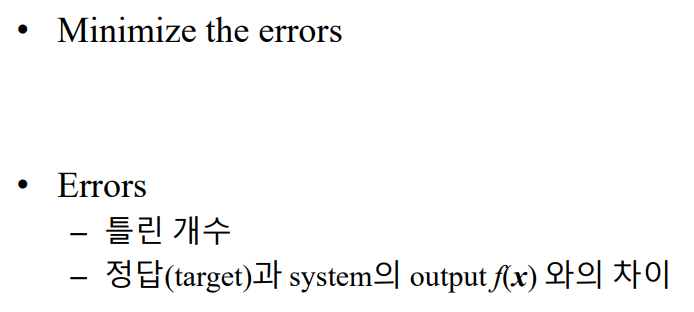 • Minimize the errors
• Errors
– 틀린 개수
– 정답(target)과 system의 output f(x) 와의 차이